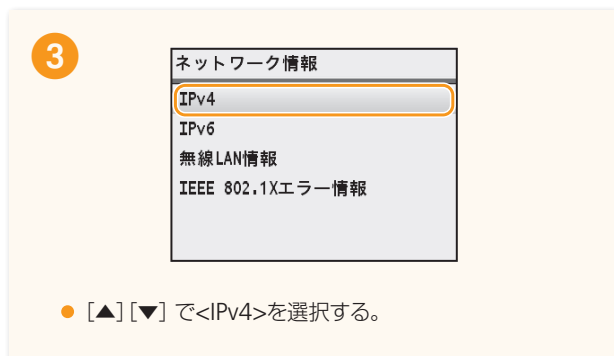 3
ネットワーク情報
IPv4
IPv6
無線LAN情報
IEEE 802.1Xエラー情報
● [▲][▼] で<IPv4>を選択する。